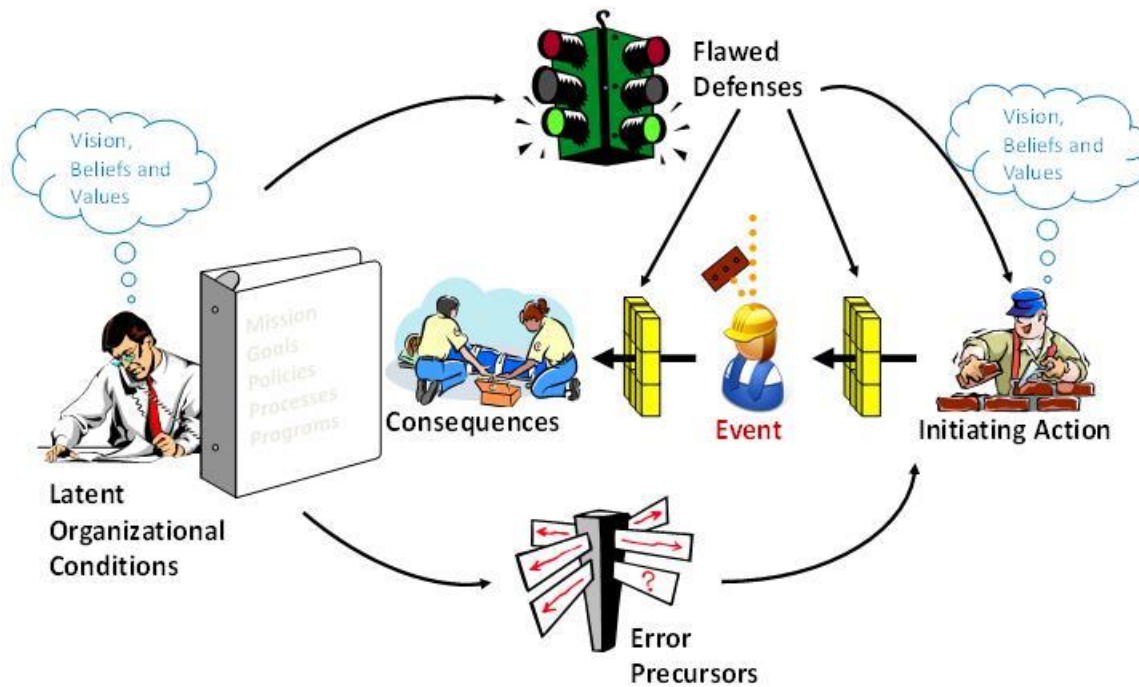 Flawed
Defenses
Vision,
Beliefs and
Values
Vision,
Beliefs and
Values
Mission
Goals
Policies
Processes
Programs
Consequences
Event
Initiating Action
Latent
Organizational
Conditions
?
Error
Precursors